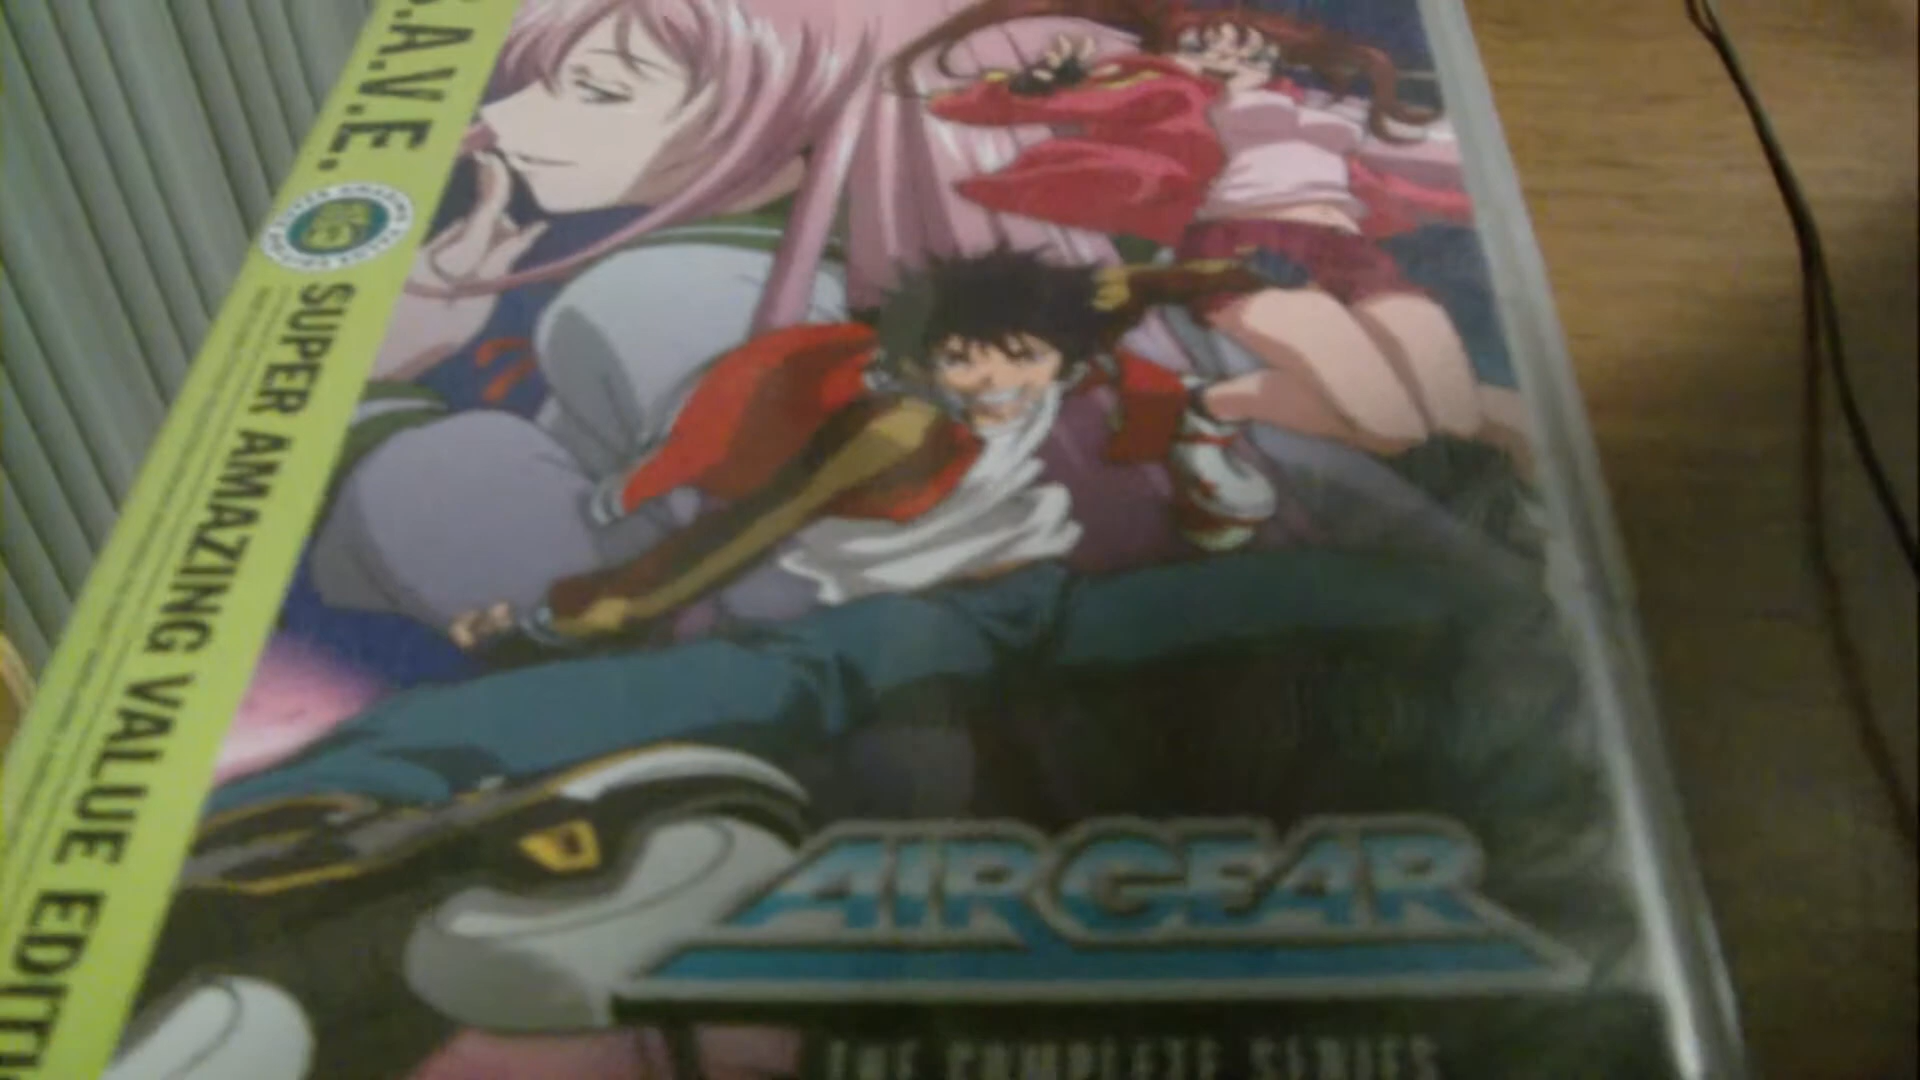 S.A.V.E.
SUPER AMAZING VALUE EDITI
AIR GEAR
THE COMPLETE SERIES